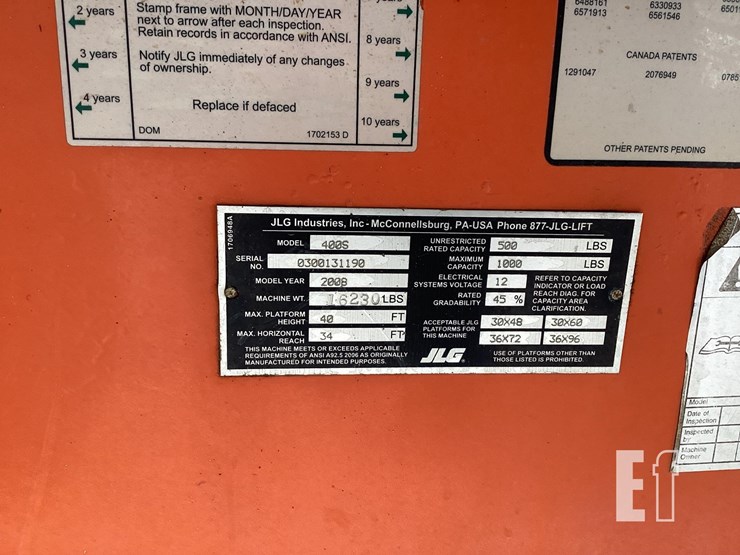 2 years
3 years
4 years
Stamp frame with MONTH/DAY/YEAR
next to arrow after each inspection.
Retain records in accordance with ANSI.
Notify JLG immediately of any changes
of ownership.
Replace if defaced
DOM
1702153 D
years
8 years
9 years
10 years
6488161 6330933
6571913 6561546
CANADA PATENTS
1291047 2076949
OTHER PATENTS PENDING
1706948A
JLG Industries, Inc - McConnellsburg, PA-USA Phone 877-JLG-LIFT
MODEL 400S
SERIAL NO. 0300131190
MODEL YEAR 2008
MACHINE WT. 16230 LBS
MAX. PLATFORM HEIGHT 40 FT
MAX. HORIZONTAL REACH 34 FT
THIS MACHINE MEETS OR EXCEEDS APPLICABLE
REQUIREMENTS OF ANSI A92.5 2096 AS ORIGINALLY
MANUFACTURED FOR INTENDED PURPOSES.
UNRESTRICTED RATED CAPACITY 500 LBS
MAXIMUM CAPACITY 1000 LBS
ELECTRICAL SYSTEMS VOLTAGE 12
RATED GRADABILITY 45 %
REFER TO CAPACITY
INDICATOR OR LOAD
REACH DIAG. FOR
CAPACITY AREA
CLARIFICATION.
ACCEPTABLE JLG
PLATFORMS FOR
THIS MACHINE
30X48 30X60
36X72 36X96
JLG
USE OF PLATFORMS OTHER THAN
THOSE LISTED IS PROHIBITED.
Model
Date of
Inspection
Inspected
by
Machine
Owner
Ef